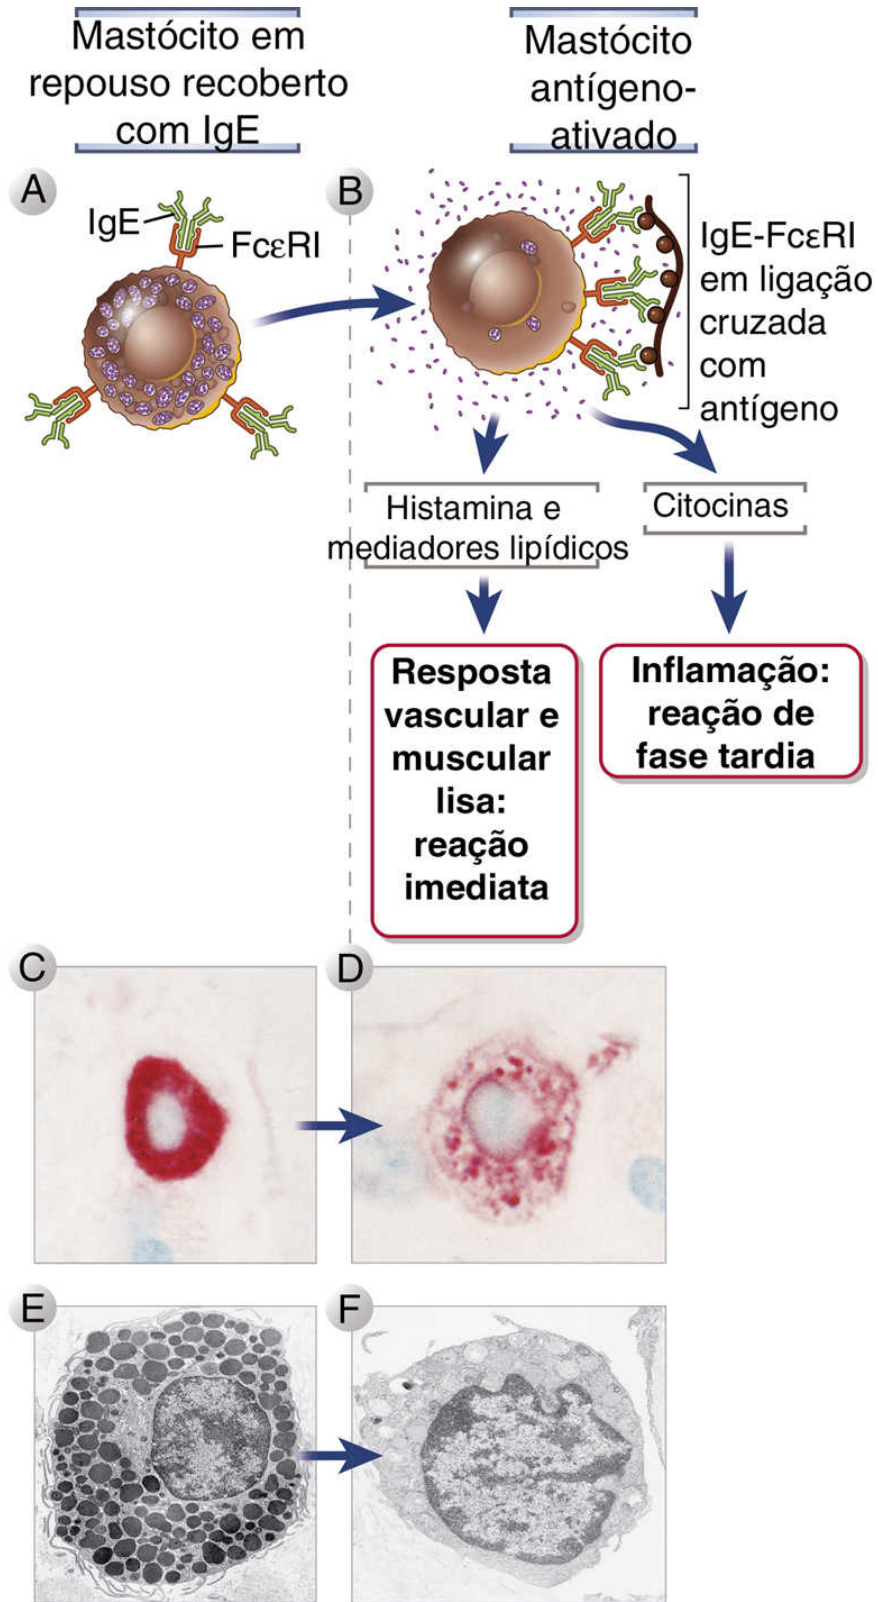 Mastócito em
repouso recoberto
com IgE
Mastócito
antígeno-
ativado
A
IgE
FcεRI
B
IgE-FcεRI
em ligação
cruzada
com
antígeno
Histamina e
mediadores lipídicos
Citocinas
Resposta
vascular e
muscular
lisa:
reação
imediata
Inflamação:
reação de
fase tardia
C
D
E
F